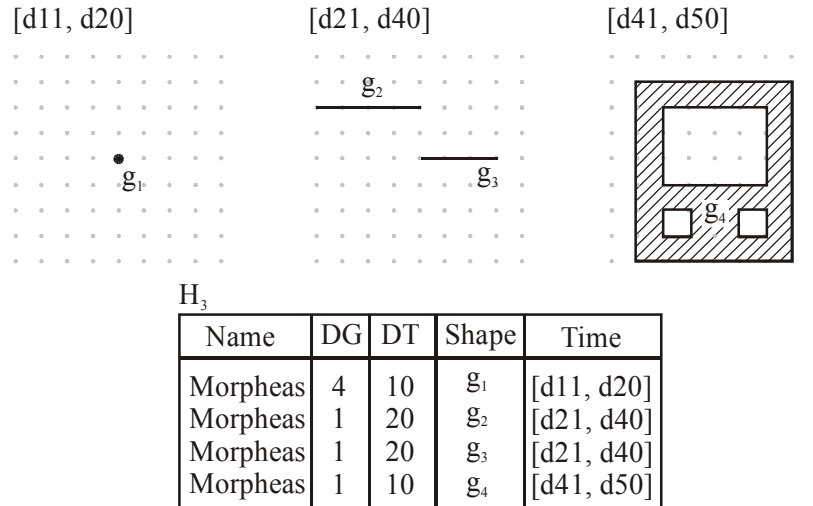 [d11, d20] [d21, d40] [d41, d50]
g2
g1
g3
g4
H3
Name DG DT Shape Time
Morpheas 4 10 g1 [d11, d20]
Morpheas 1 20 g2 [d21, d40]
Morpheas 1 20 g3 [d21, d40]
Morpheas 1 10 g4 [d41, d50]